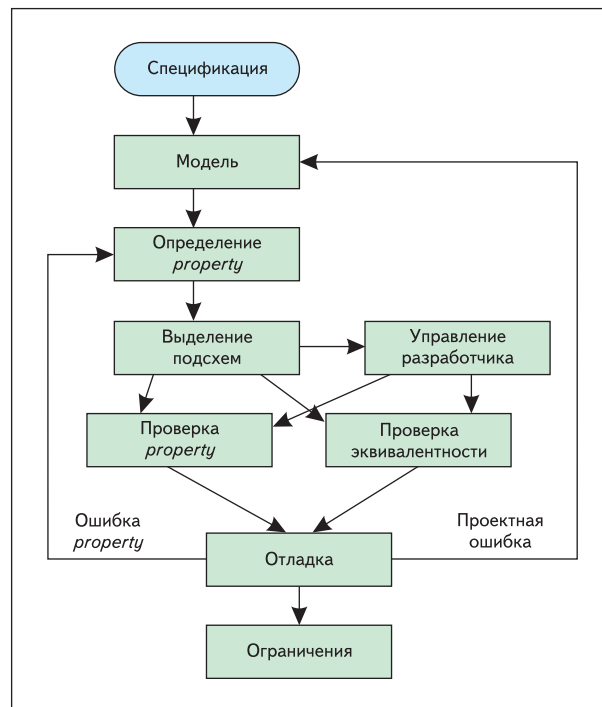 Спецификация
Модель
Определение
property
Выделение
подсхем
Управление
разработчика
Проверка
property
Проверка
эквивалентности
Ошибка
property
Проектная
ошибка
Отладка
Ограничения